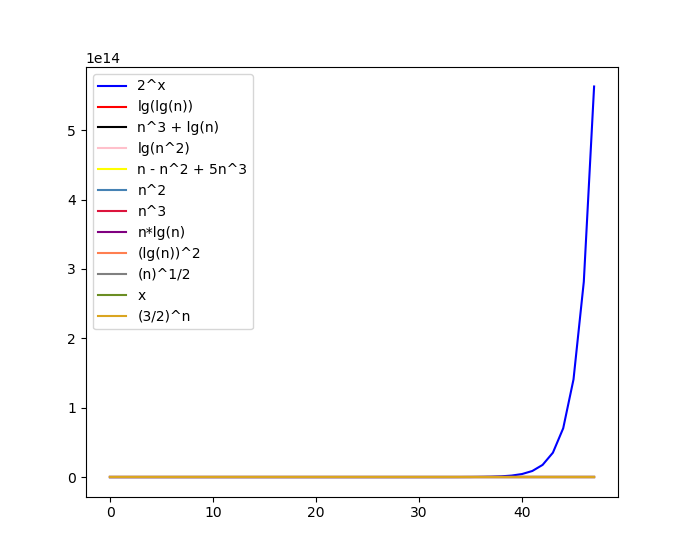 1e14
2^x
lg(lg(n))
n^3 + lg(n)
lg(n^2)
n - n^2 + 5n^3
n^2
n^3
n*lg(n)
(lg(n))^2
(n)^1/2
x
(3/2)^n
5
4
3
2
1
0
0 10 20 30 40